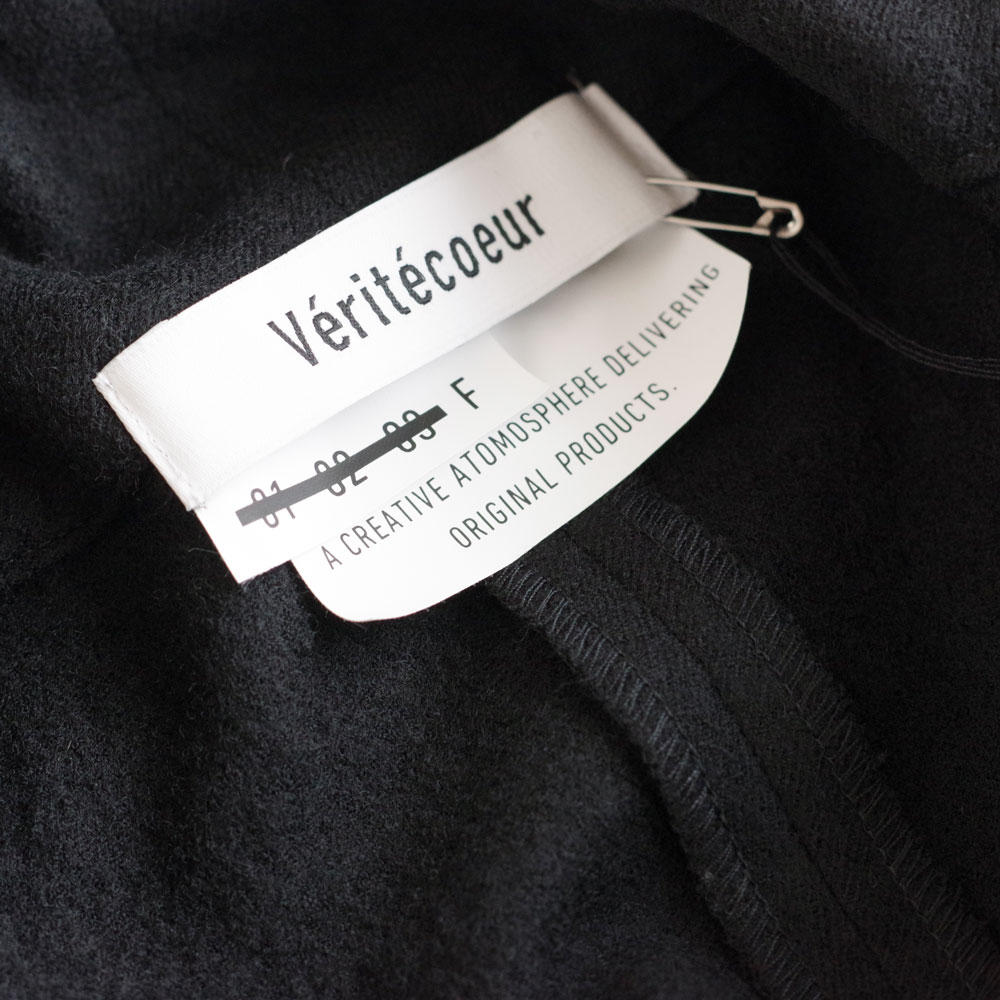 Véritécoeur
01 02 03 F
A CREATIVE ATOMOSPHERE DELIVERING
ORIGINAL PRODUCTS.